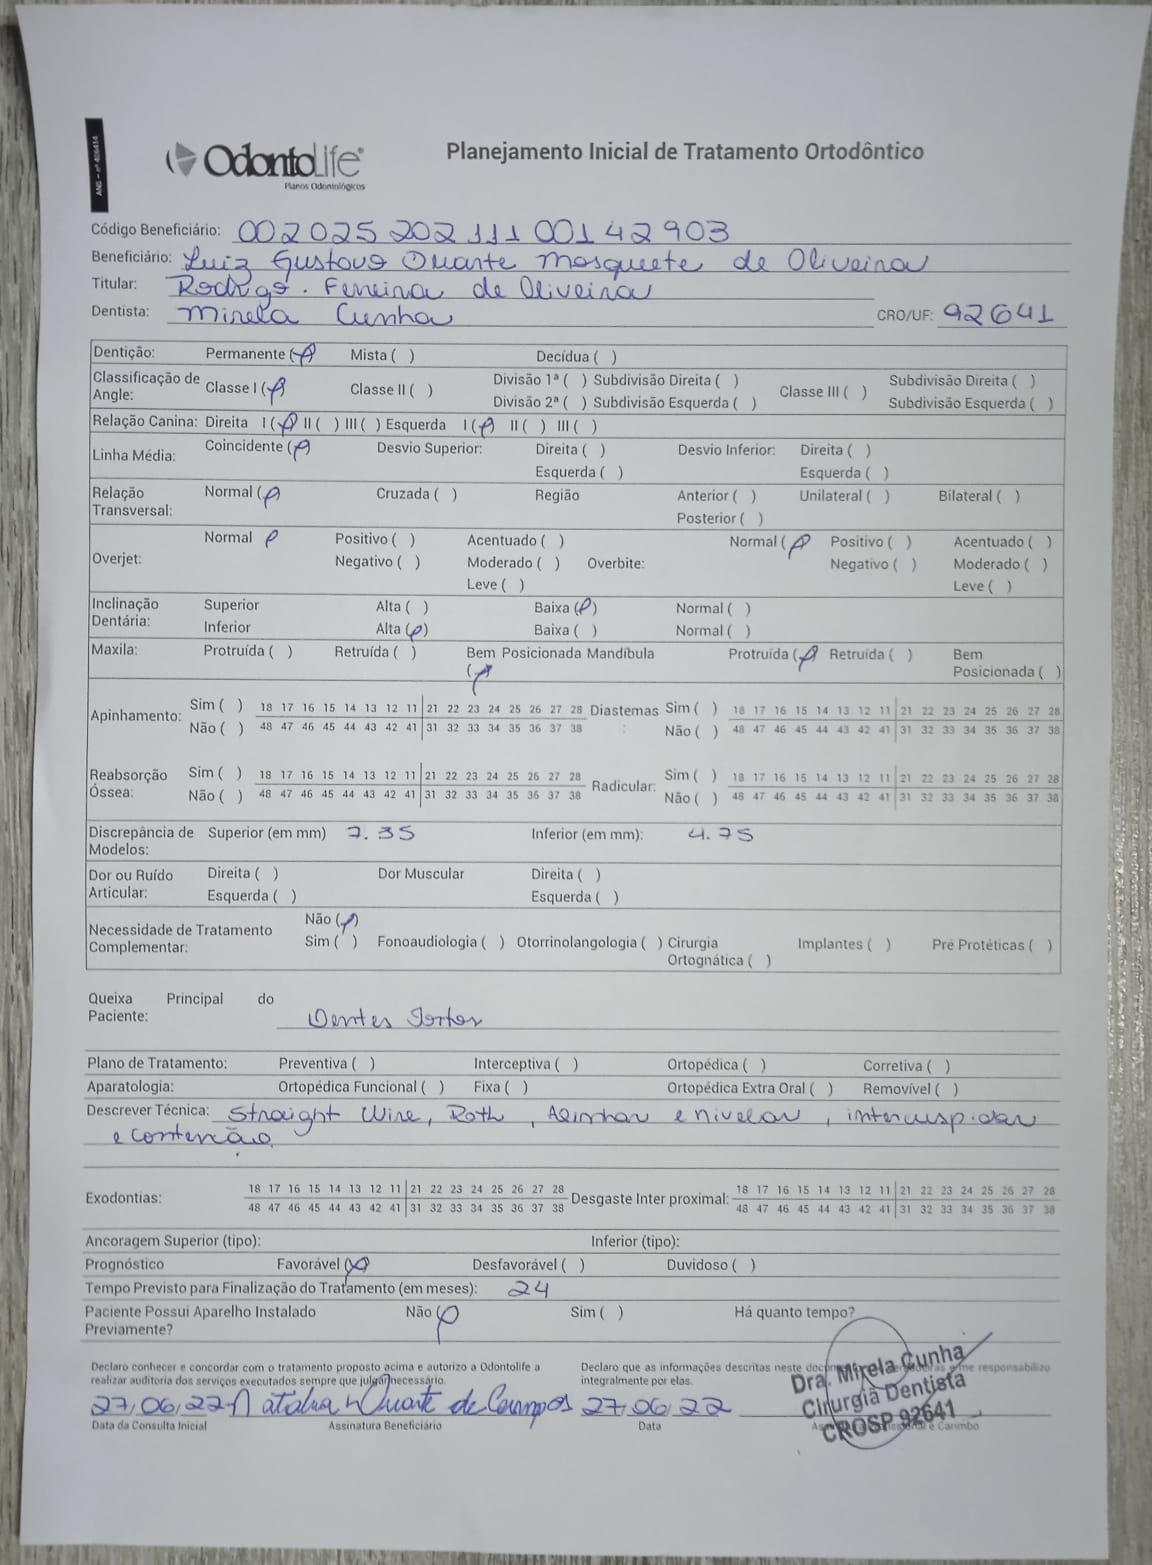 ANS - nº 406414
OdontoLife®
Planos Odontológicos
Planejamento Inicial de Tratamento Ortodôntico
Código Beneficiário: 002025 202 111 00142903
Beneficiário: Luiz Gustavo Duarte Mosquete de Oliveira
Titular: Rodrigo. Ferreira de Oliveira
Dentista: Mirela Cunha CRO/UF: 92641
Dentição: Permanente ( ) Mista ( ) Decídua ( )
Classificação de Angle: Classe I ( ) Classe II ( ) Divisão 1ª ( ) Subdivisão Direita ( ) Classe III ( ) Subdivisão Direita ( )
Divisão 2ª ( ) Subdivisão Esquerda ( ) Subdivisão Esquerda ( )
Relação Canina: Direita I ( ) II ( ) III ( ) Esquerda I ( ) II ( ) III ( )
Linha Média: Coincidente ( ) Desvio Superior: Direita ( ) Desvio Inferior: Direita ( )
Esquerda ( ) Esquerda ( )
Relação Transversal: Normal ( ) Cruzada ( ) Região Anterior ( ) Unilateral ( ) Bilateral ( )
Posterior ( )
Overjet: Normal Positivo ( ) Acentuado ( ) Overbite: Normal ( ) Positivo ( ) Acentuado ( )
Negativo ( ) Moderado ( ) Negativo ( ) Moderado ( )
Leve ( ) Leve ( )
Inclinação Dentária: Superior Alta ( ) Baixa ( ) Normal ( )
Inferior Alta ( ) Baixa ( ) Normal ( )
Maxila: Protruída ( ) Retruída ( ) Bem Posicionada ( ) Mandíbula Protruída ( ) Retruída ( ) Bem Posicionada ( )
Apinhamento: Sim ( ) 18 17 16 15 14 13 12 11 21 22 23 24 25 26 27 28 Diastemas Sim ( ) 18 17 16 15 14 13 12 11 21 22 23 24 25 26 27 28
Não ( ) 48 47 46 45 44 43 42 41 31 32 33 34 35 36 37 38 : Não ( ) 48 47 46 45 44 43 42 41 31 32 33 34 35 36 37 38
Reabsorção Óssea: Sim ( ) 18 17 16 15 14 13 12 11 21 22 23 24 25 26 27 28 Radicular: Sim ( ) 18 17 16 15 14 13 12 11 21 22 23 24 25 26 27 28
Não ( ) 48 47 46 45 44 43 42 41 31 32 33 34 35 36 37 38 Não ( ) 48 47 46 45 44 43 42 41 31 32 33 34 35 36 37 38
Discrepância de Modelos: Superior (em mm) 7.35 Inferior (em mm): 4.75
Dor ou Ruído Articular: Direita ( ) Dor Muscular Direita ( )
Esquerda ( ) Esquerda ( )
Necessidade de Tratamento Complementar: Não ( )
Sim ( ) Fonoaudiologia ( ) Otorrinolangologia ( ) Cirurgia Ortognática ( ) Implantes ( ) Pré Protéticas ( )
Queixa Principal do Paciente: Dentes Tortos
Plano de Tratamento: Preventiva ( ) Interceptiva ( ) Ortopédica ( ) Corretiva ( )
Aparatologia: Ortopédica Funcional ( ) Fixa ( ) Ortopédica Extra Oral ( ) Removível ( )
Descrever Técnica: Straight Wire, Roth, Alinhar e nivelar, intercuspidar
e contenção.
Exodontias: 18 17 16 15 14 13 12 11 21 22 23 24 25 26 27 28 Desgaste Inter proximal: 18 17 16 15 14 13 12 11 21 22 23 24 25 26 27 28
48 47 46 45 44 43 42 41 31 32 33 34 35 36 37 38 48 47 46 45 44 43 42 41 31 32 33 34 35 36 37 38
Ancoragem Superior (tipo): Inferior (tipo):
Prognóstico Favorável (X) Desfavorável ( ) Duvidoso ( )
Tempo Previsto para Finalização do Tratamento (em meses): 24
Paciente Possui Aparelho Instalado Previamente? Não ( ) Sim ( ) Há quanto tempo?
Declaro conhecer e concordar com o tratamento proposto acima e autorizo a Odontolife a
realizar auditoria dos serviços executados sempre que julgar necessário.
Declaro que as informações descritas neste e me responsabilizo
integralmente por elas.
Dra. Mirela Cunha
Cirurgiã Dentista
CROSP 92641
27/06/22 Natalia Duarte de Campos 27/06/22
Data da Consulta Inicial Assinatura Beneficiário Data e Carimbo